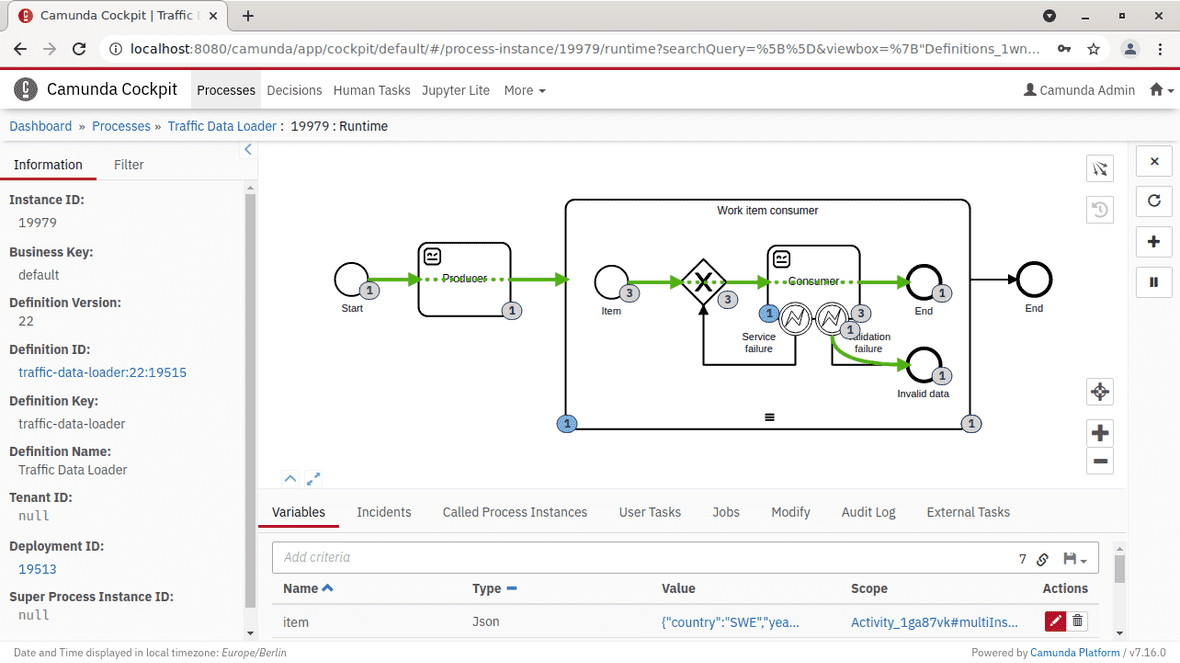 Camunda Cockpit | Traffic D
localhost:8080/camunda/app/cockpit/default/#/process-instance/19979/runtime?searchQuery=%5B%5D&viewbox=%7B"Definitions_1wn...
Camunda Cockpit Processes Decisions Human Tasks Jupyter Lite More Camunda Admin
Dashboard » Processes » Traffic Data Loader : 19979 : Runtime
Information Filter
Instance ID:
19979
Business Key:
default
Definition Version:
22
Definition ID:
traffic-data-loader:22:19515
Definition Key:
traffic-data-loader
Definition Name:
Traffic Data Loader
Tenant ID:
null
Deployment ID:
19513
Super Process Instance ID:
null
Work item consumer
Producer
Consumer
1
3
3
1
Start
1
Item
1
3
1
End
End
Service
failure
Validation
failure
1
Invalid data
1
1
Variables Incidents Called Process Instances User Tasks Jobs Modify Audit Log External Tasks
Add criteria 7
Name Type Value Scope Actions
item Json {"country":"SWE","yea... Activity_1ga87vk#multiIns...
Date and Time displayed in local timezone: Europe/Berlin Powered by Camunda Platform / v7.16.0